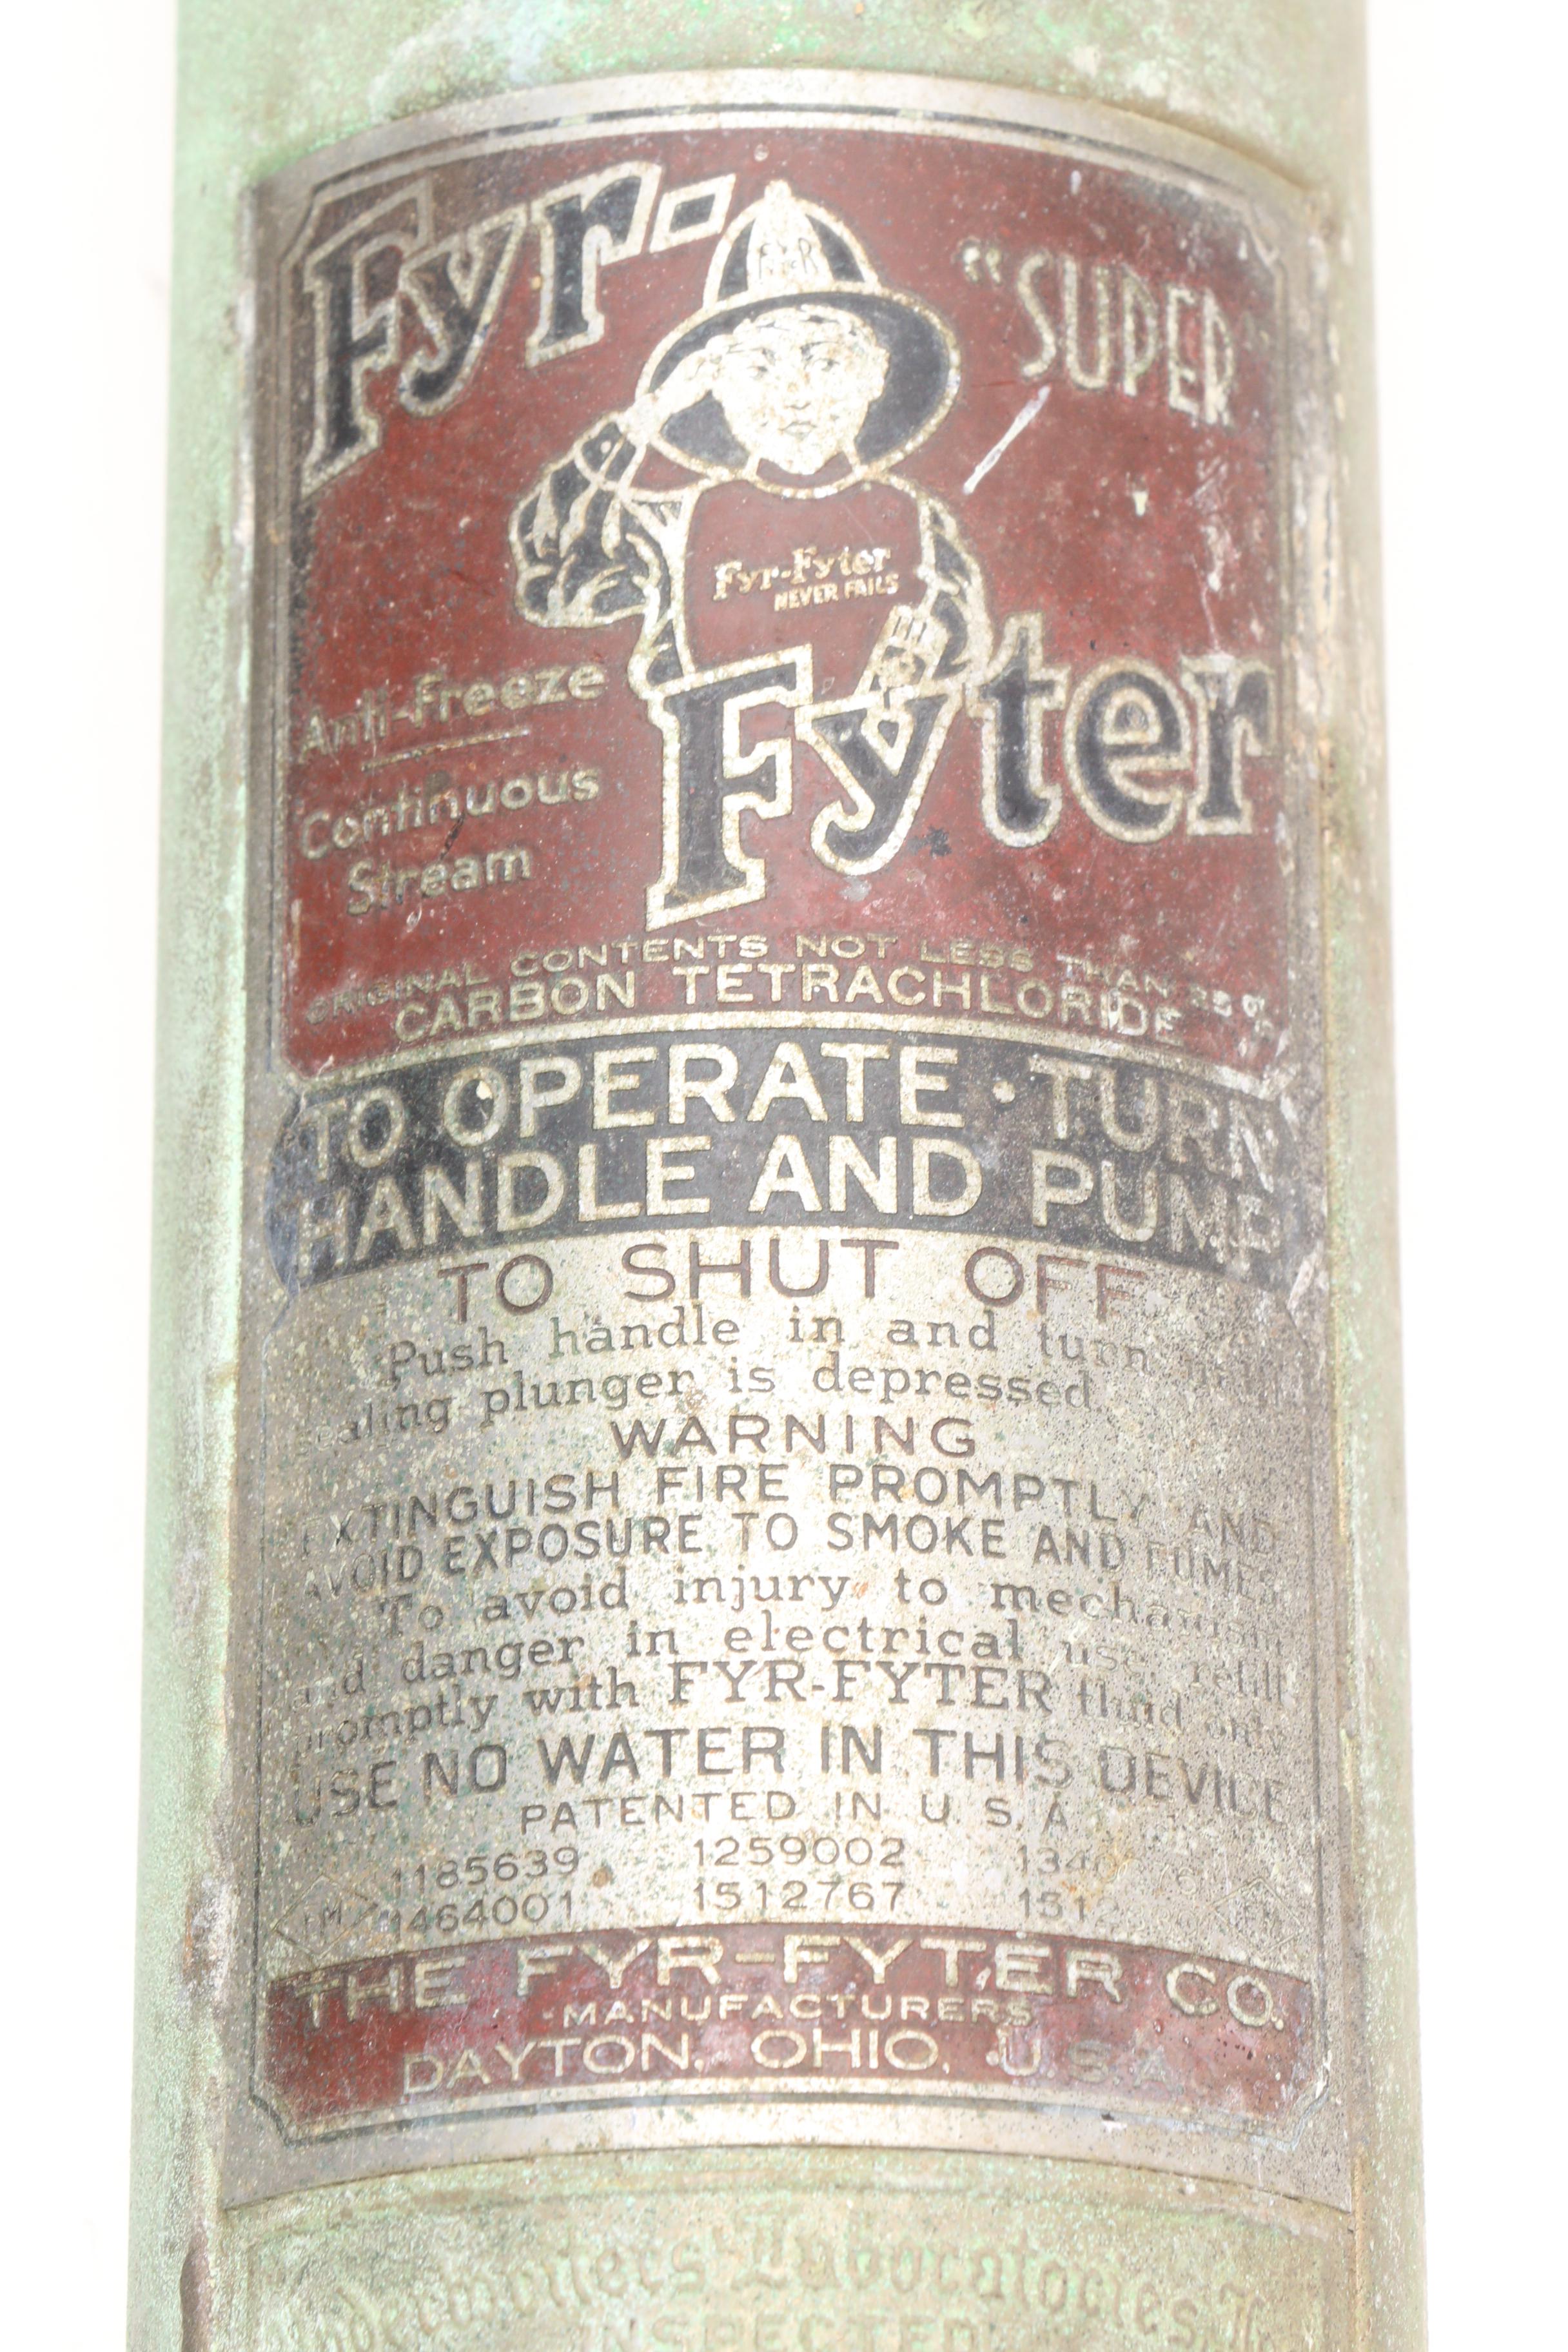 Fyr-
FYR
"SUPER"
Fyr-Fyter
NEVER FAILS
Fyter
Anti-Freeze
Continuous
Stream
ORIGINAL CONTENTS NOT LESS THAN
CARBON TETRACHLORIDE
TO OPERATE · TURN
HANDLE AND PUMP
TO SHUT OFF
Push handle in and turn
sealing plunger is depressed.
WARNING
EXTINGUISH FIRE PROMPTLY AND
AVOID EXPOSURE TO SMOKE AND FUMES
To avoid injury to mechanism
and danger in electrical use, refill
promptly with FYR-FYTER fluid only
USE NO WATER IN THIS DEVICE
PATENTED IN U.S.A.
1185639 1259002
1464001 1512767
THE FYR-FYTER CO.
MANUFACTURERS
DAYTON, OHIO, U.S.A.
Underwriters Laboratories
INSPECTED